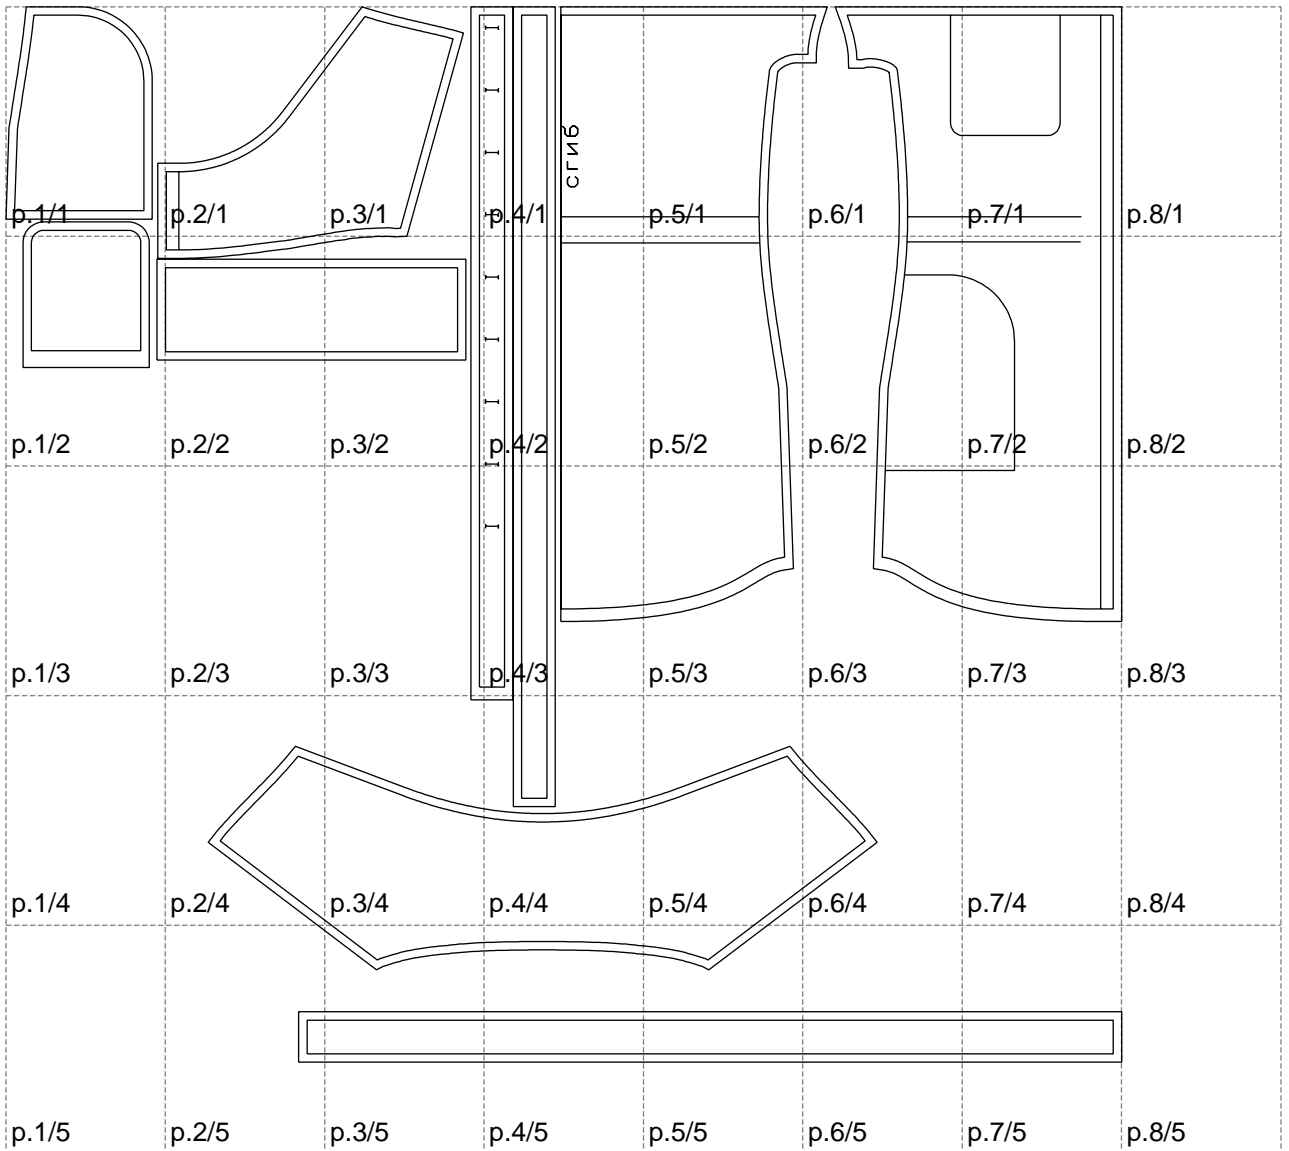 сгиб
p.1/1 p.2/1 p.3/1 p.4/1 p.5/1 p.6/1 p.7/1 p.8/1
p.1/2 p.2/2 p.3/2 p.4/2 p.5/2 p.6/2 p.7/2 p.8/2
p.1/3 p.2/3 p.3/3 p.4/3 p.5/3 p.6/3 p.7/3 p.8/3
p.1/4 p.2/4 p.3/4 p.4/4 p.5/4 p.6/4 p.7/4 p.8/4
p.1/5 p.2/5 p.3/5 p.4/5 p.5/5 p.6/5 p.7/5 p.8/5